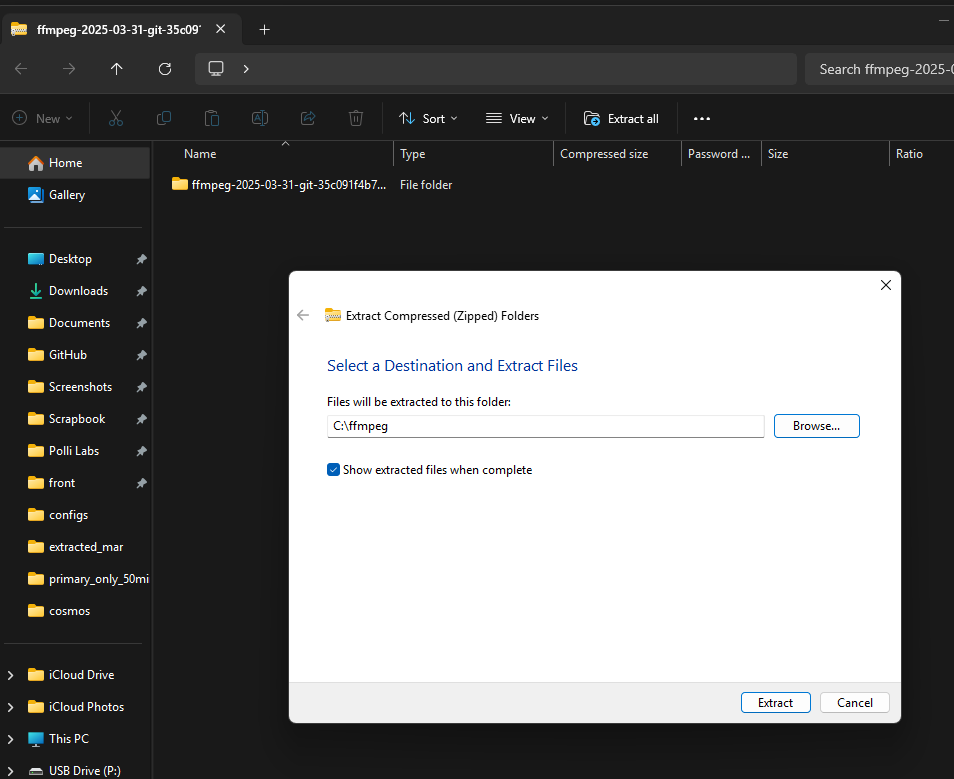 ffmpeg-2025-03-31-git-35c091
Search ffmpeg-2025-0
New
Sort
View
Extract all
Name
Type
Compressed size
Password ...
Size
Ratio
ffmpeg-2025-03-31-git-35c091f4b7...
File folder
Home
Gallery
Desktop
Downloads
Documents
GitHub
Screenshots
Scrapbook
Polli Labs
front
configs
extracted_mar
primary_only_50mi
cosmos
iCloud Drive
iCloud Photos
This PC
USB Drive (P:)
Extract Compressed (Zipped) Folders
Select a Destination and Extract Files
Files will be extracted to this folder:
C:\ffmpeg
Browse...
Show extracted files when complete
Extract
Cancel